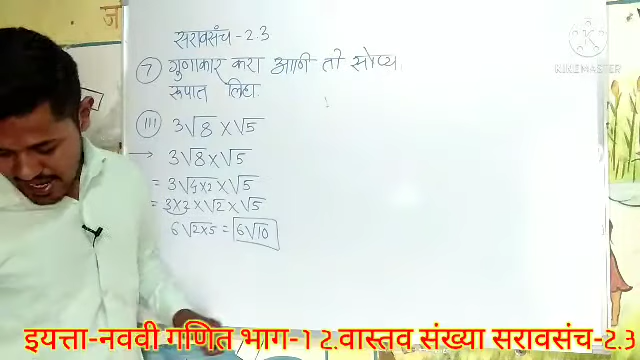 सरावसंच-2.3
(7) गुणाकार करा आणि ती सोप्य
रूपात लिहा.
(III) 3√8 × √5
→ 3√8 × √5
= 3√4×2 × √5
= 3×2 × √2 × √5
6√2×5 = 6√10
KINEMASTER
इयत्ता-नववी गणित भाग-1 2.वास्तव संख्या सरावसंच-2.3